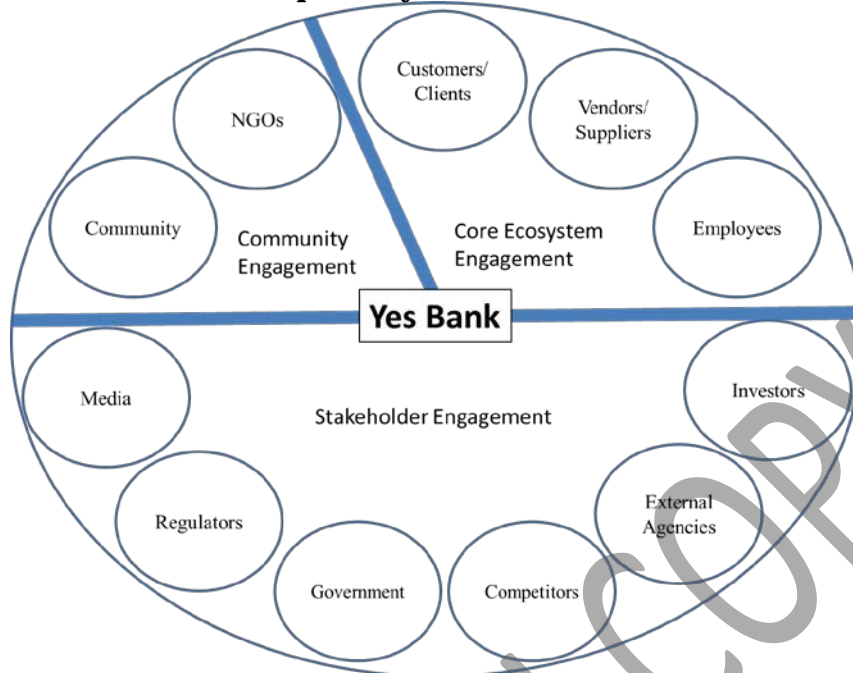 Customers/
Clients
NGOs
Vendors/
Suppliers
Community
Employees
Community
Engagement
Core Ecosystem
Engagement
Yes Bank
Media
Investors
Stakeholder Engagement
Regulators
External
Agencies
Government
Competitors
COPY